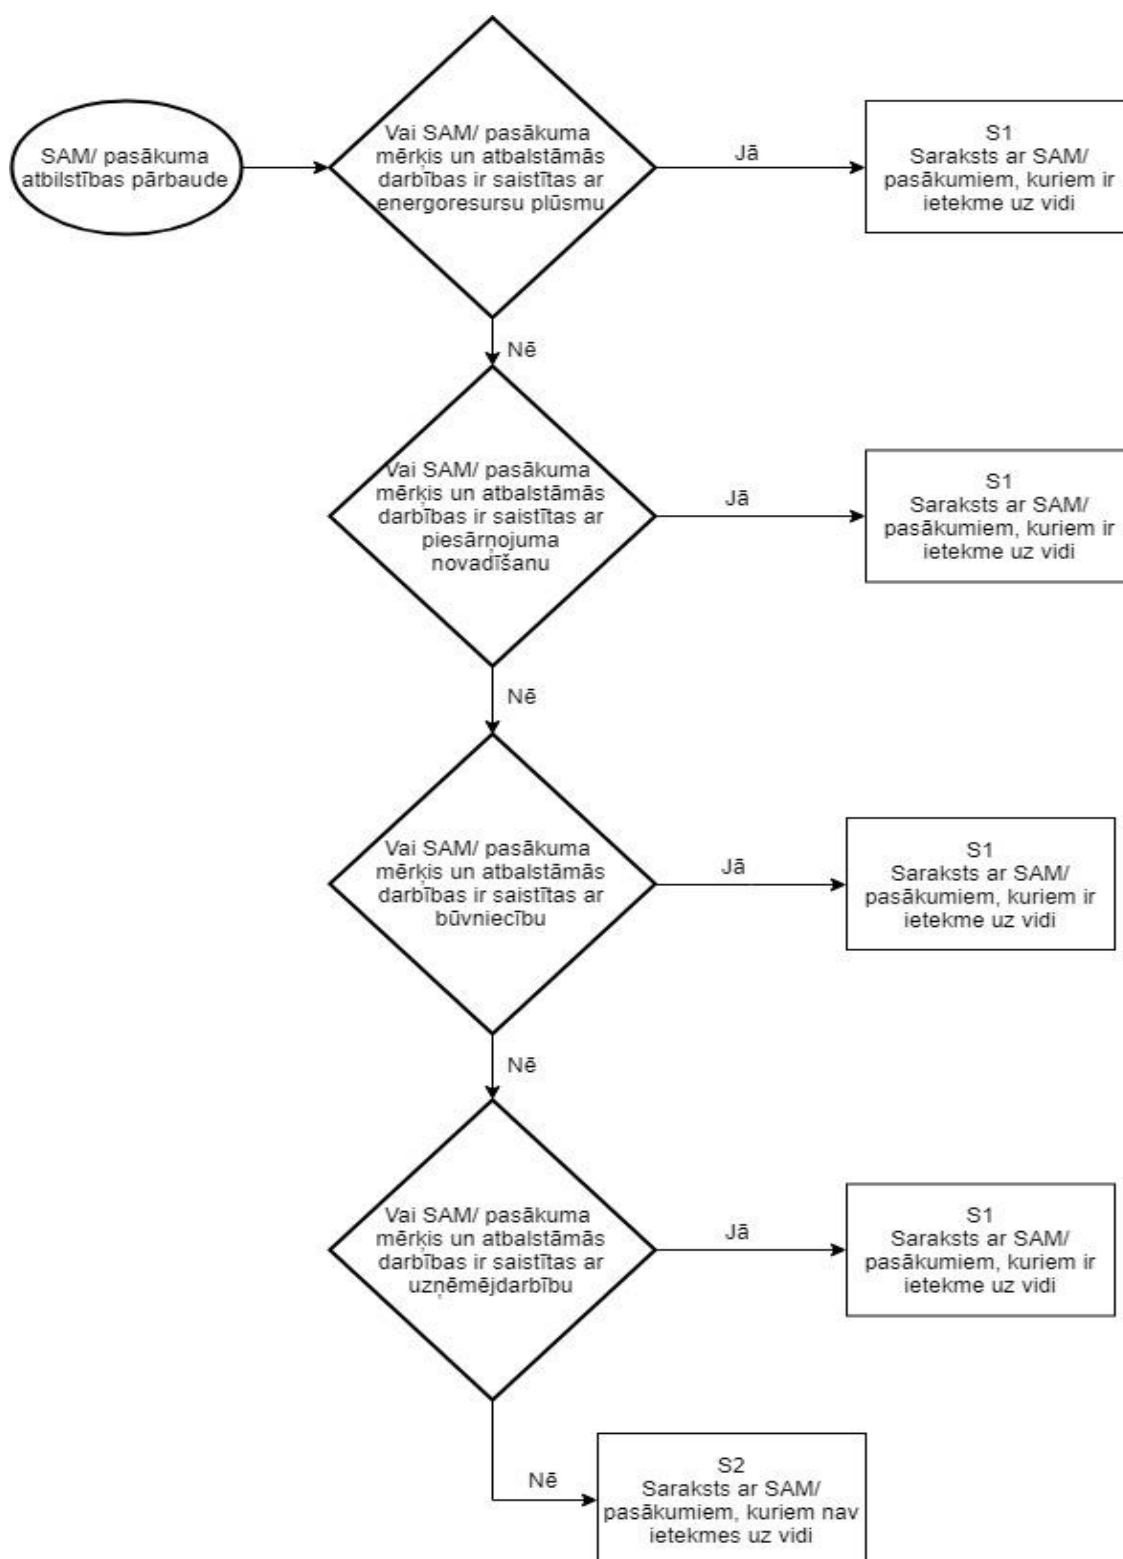 SAM/ pasākuma
atbilstības pārbaude
Vai SAM/ pasākuma
mērķis un atbalstāmās
darbības ir saistītas ar
energoresursu plūsmu
Jā
S1
Saraksts ar SAM/
pasākumiem, kuriem ir
ietekme uz vidi
Nē
Vai SAM/ pasākuma
mērķis un atbalstāmās
darbības ir saistītas ar
piesārņojuma
novadīšanu
Jā
S1
Saraksts ar SAM/
pasākumiem, kuriem ir
ietekme uz vidi
Nē
Vai SAM/ pasākuma
mērķis un atbalstāmās
darbības ir saistītas ar
būvniecību
Jā
S1
Saraksts ar SAM/
pasākumiem, kuriem ir
ietekme uz vidi
Nē
Vai SAM/ pasākuma
mērķis un atbalstāmās
darbības ir saistītas ar
uzņēmējdarbību
Jā
S1
Saraksts ar SAM/
pasākumiem, kuriem ir
ietekme uz vidi
Nē
S2
Saraksts ar SAM/
pasākumiem, kuriem nav
ietekmes uz vidi